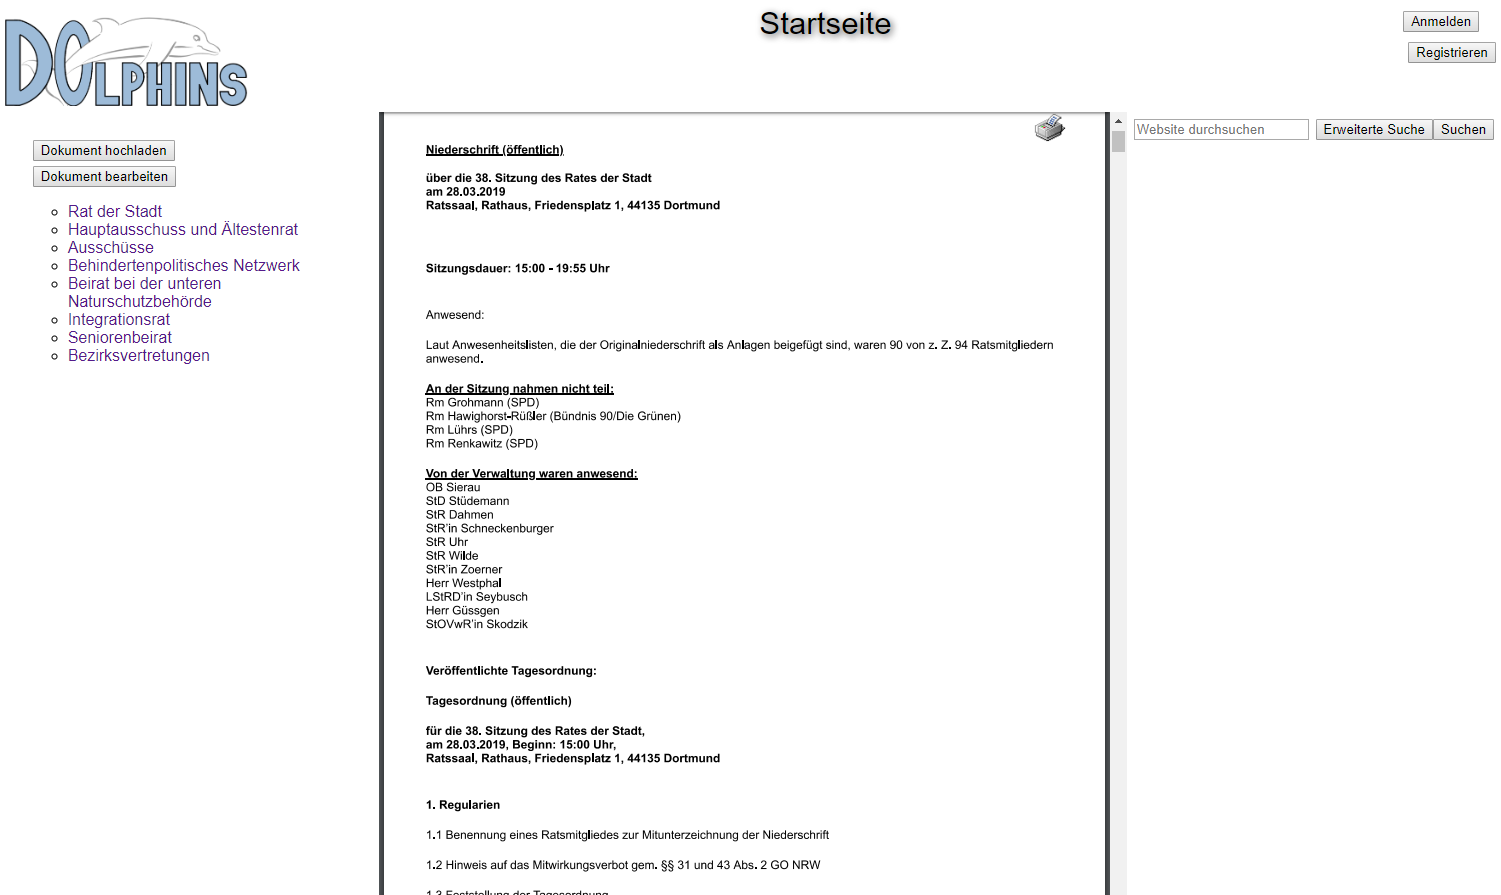 DOLPHINS
Startseite
Anmelden
Registrieren
Website durchsuchen
Erweiterte Suche
Suchen
Dokument hochladen
Dokument bearbeiten
Rat der Stadt
Hauptausschuss und Ältestenrat
Ausschüsse
Behindertenpolitisches Netzwerk
Beirat bei der unteren
Naturschutzbehörde
Integrationsrat
Seniorenbeirat
Bezirksvertretungen
Niederschrift (öffentlich)
über die 38. Sitzung des Rates der Stadt
am 28.03.2019
Ratssaal, Rathaus, Friedensplatz 1, 44135 Dortmund
Sitzungsdauer: 15:00 - 19:55 Uhr
Anwesend:
Laut Anwesenheitslisten, die der Originalniederschrift als Anlagen beigefügt sind, waren 90 von z. Z. 94 Ratsmitgliedern
anwesend.
An der Sitzung nahmen nicht teil:
Rm Grohmann (SPD)
Rm Hawighorst-Rüßler (Bündnis 90/Die Grünen)
Rm Lührs (SPD)
Rm Renkawitz (SPD)
Von der Verwaltung waren anwesend:
OB Sierau
StD Stüdemann
StR Dahmen
StR'in Schneckenburger
StR Uhr
StR Wilde
StR'in Zoerner
Herr Westphal
LStRD'in Seybusch
Herr Güssgen
StOVwR'in Skodzik
Veröffentlichte Tagesordnung:
Tagesordnung (öffentlich)
für die 38. Sitzung des Rates der Stadt,
am 28.03.2019, Beginn: 15:00 Uhr,
Ratssaal, Rathaus, Friedensplatz 1, 44135 Dortmund
1. Regularien
1.1 Benennung eines Ratsmitgliedes zur Mitunterzeichnung der Niederschrift
1.2 Hinweis auf das Mitwirkungsverbot gem. §§ 31 und 43 Abs. 2 GO NRW
1.3 Feststellung der Tagesordnung